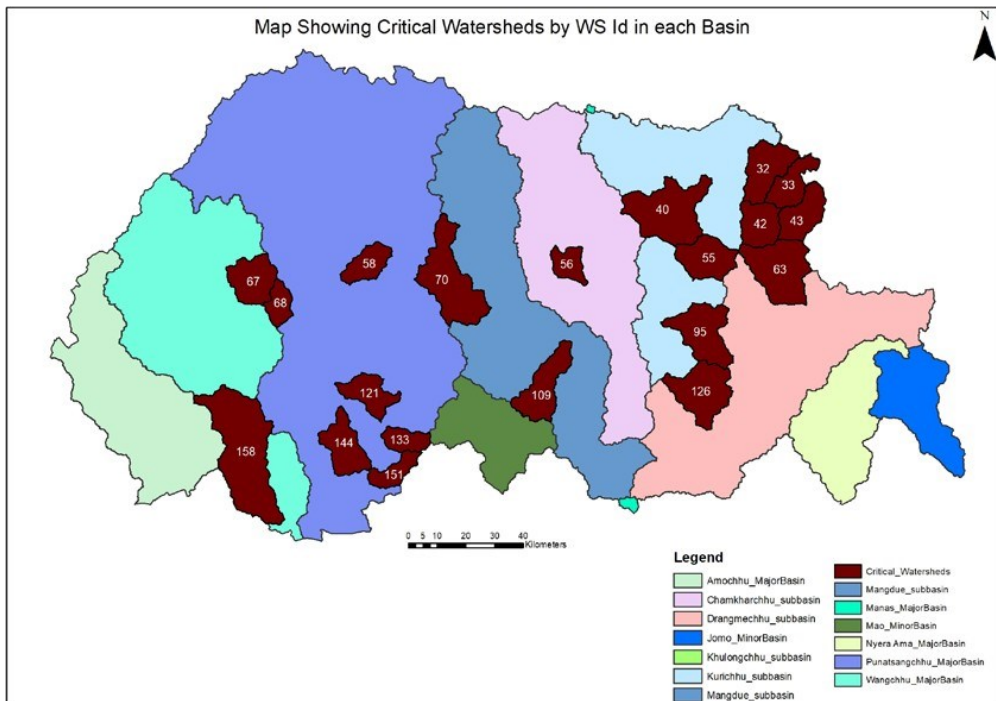 Map Showing Critical Watersheds by WS Id in each Basin
N
32
33
40
42
43
55
56
58
63
67
68
70
95
109
121
126
133
144
151
158
0 5 10 20 30 40
Kilometers
Legend
Amochhu_MajorBasin
Chamkharchhu_subbasin
Drangmechhu_subbasin
Jomo_MinorBasin
Khulongchhu_subbasin
Kurichhu_subbasin
Mangdue_subbasin
Critical_Watersheds
Mangdue_subbasin
Manas_MajorBasin
Mao_MinorBasin
Nyera Ama_MajorBasin
Punatsangchhu_MajorBasin
Wangchhu_MajorBasin